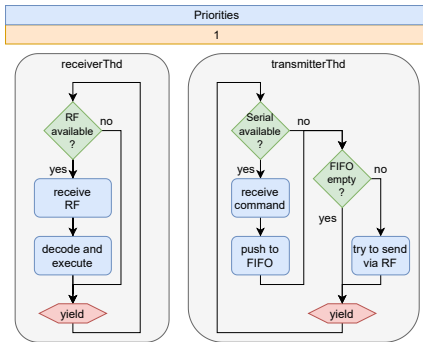 Priorities
1
receiverThd
RF
available
?
no
yes
receive
RF
decode and
execute
yield
transmitterThd
Serial
available
?
no
yes
receive
command
push to
FIFO
FIFO
empty
?
no
yes
try to send
via RF
yield